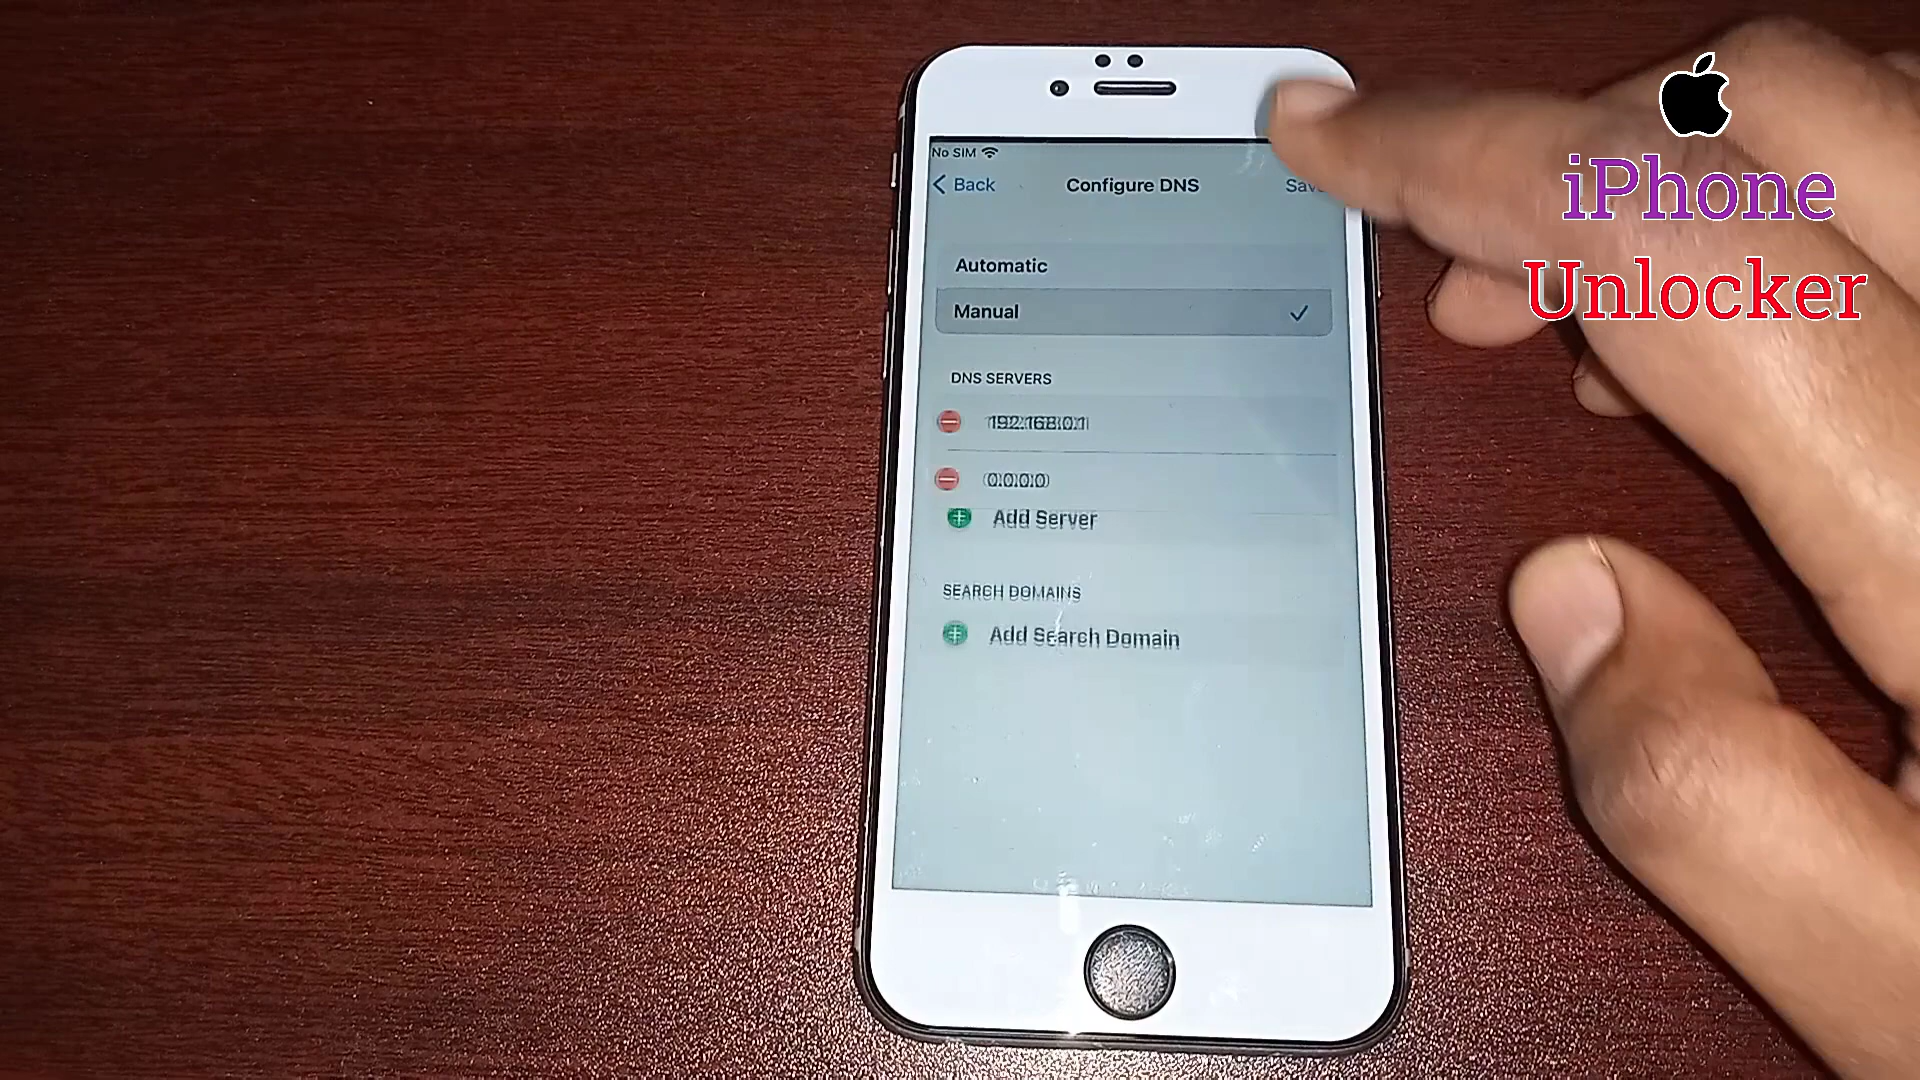 No SIM
Back
Configure DNS
Automatic
Manual
DNS SERVERS
192.168.0.1
0.0.0.0
Add Server
SEARCH DOMAINS
Add Search Domain
iPhone
Unlocker